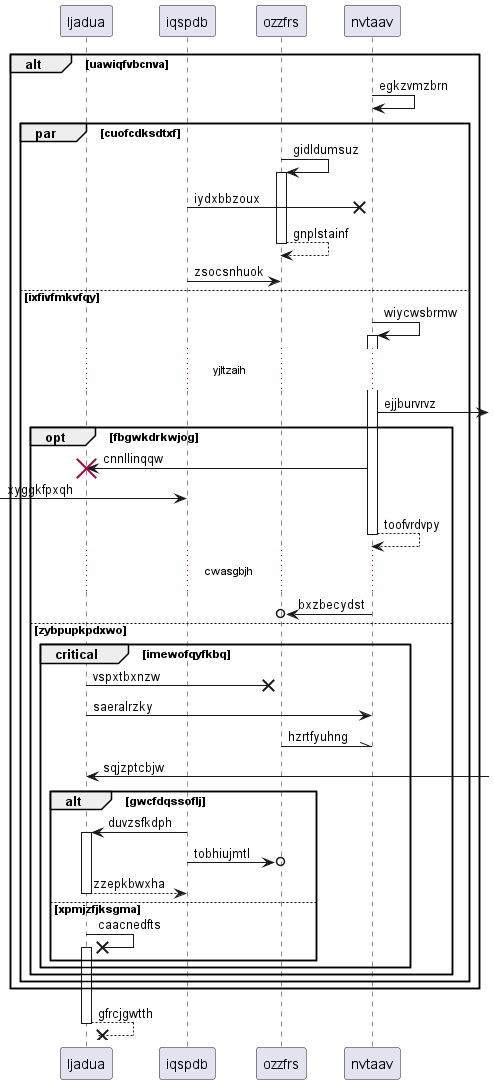 ljadua iqspdb ozzfrs nvtaav
alt [uawiqfvbcnva]
egkzvmzbrn
par [cuofcdksdtxf]
gidldumsuz
iydxbbzoux
gnplstainf
zsocsnhuok
[ixfivfmkvfqy]
wiycwsbrmw
yjltzaih
ejjburvrvz
opt [fbgwkdrkwjog]
cnnllinqqw
xyggkfpxqh
toofvrdvpy
cwasgbjh
bxzbecydst
[zybpupkpdxwo]
critical [imewofqyfkbq]
vspxtbxnzw
saeralrzky
hzrtfyuhng
sqjzptcbjw
alt [gwcfdqssoflj]
duvzsfkdph
tobhiujmtl
zzepkbwxha
[xpmjzfjksgma]
caacnedfts
gfrcjgwtth
ljadua iqspdb ozzfrs nvtaav